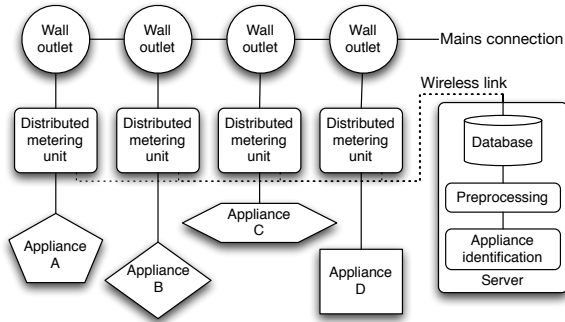 Wall
outlet
Wall
outlet
Wall
outlet
Wall
outlet
Mains connection
Wireless link
Distributed
metering
unit
Distributed
metering
unit
Distributed
metering
unit
Distributed
metering
unit
Database
Preprocessing
Appliance
identification
Server
Appliance
A
Appliance
B
Appliance
C
Appliance
D